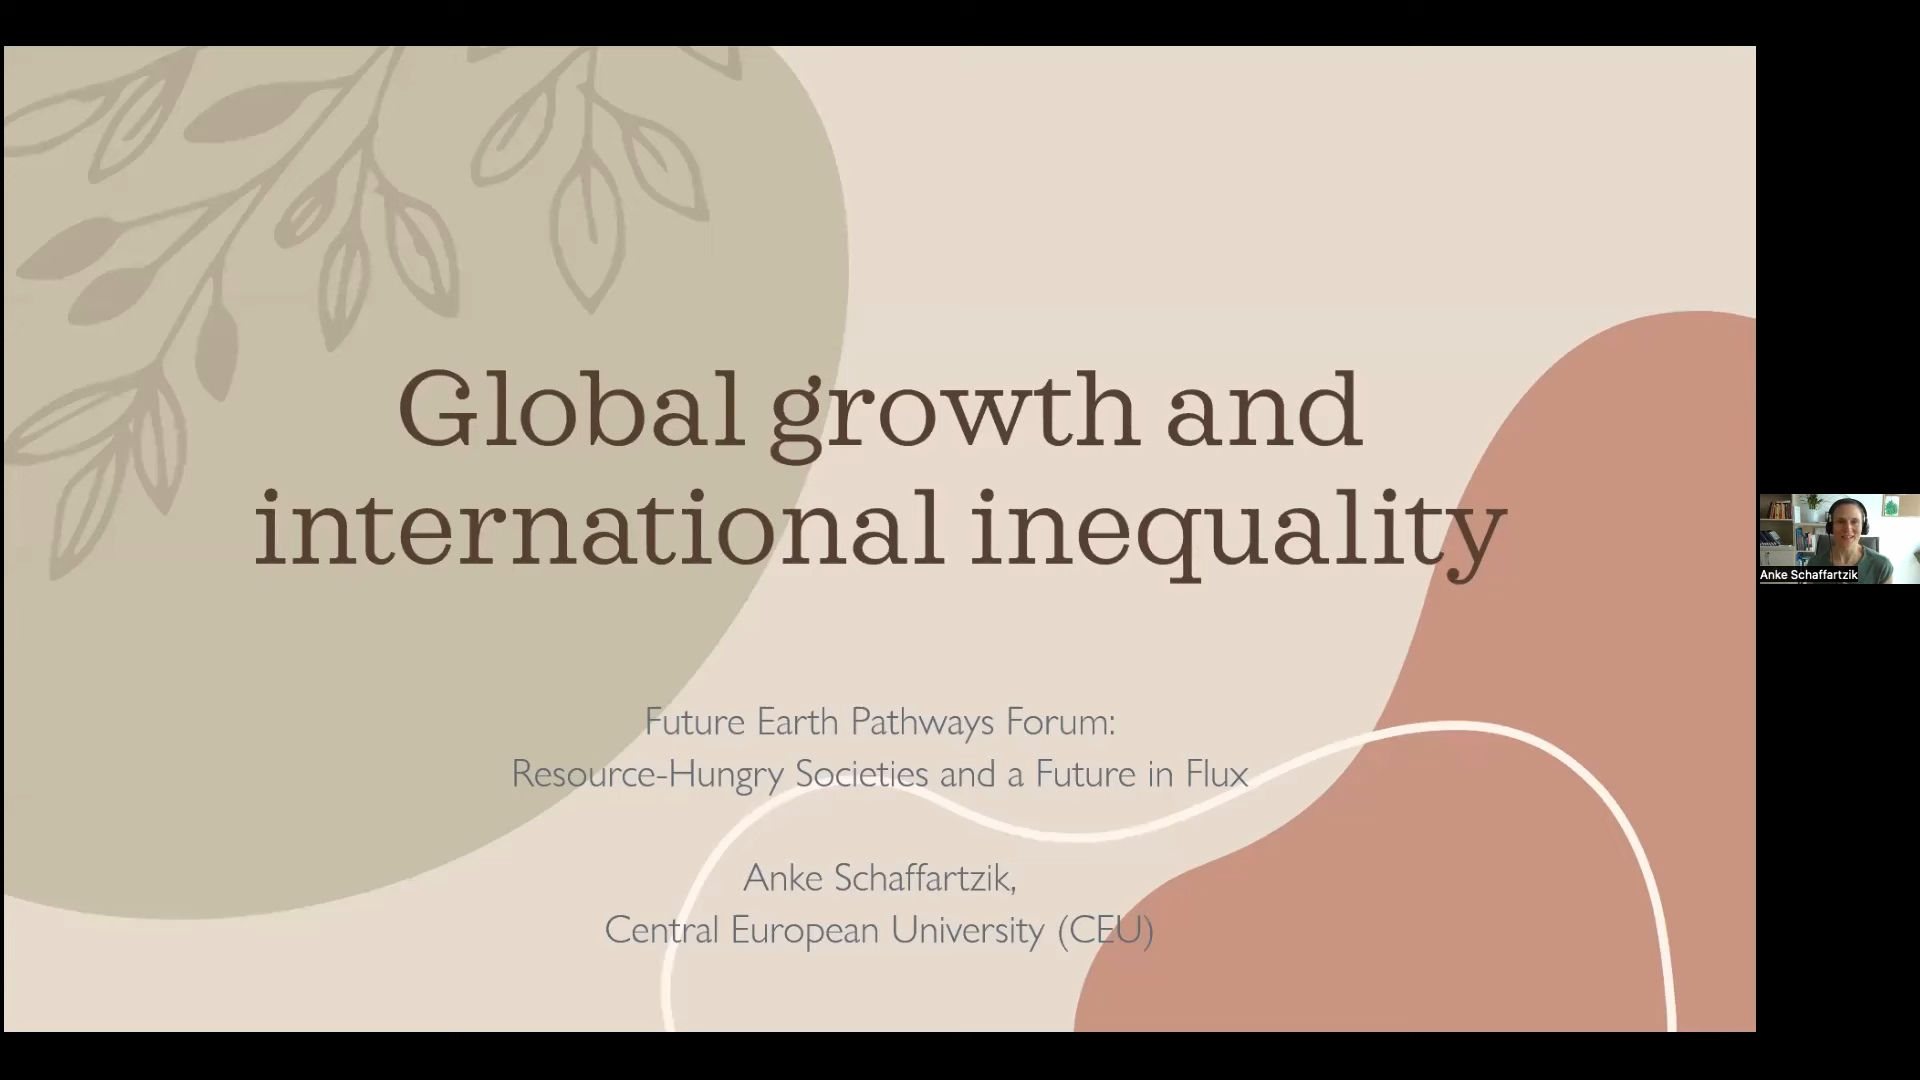 Global growth and
international inequality
Future Earth Pathways Forum:
Resource-Hungry Societies and a Future in Flux
Anke Schaffartzik,
Central European University (CEU)
Anke Schaffartzik